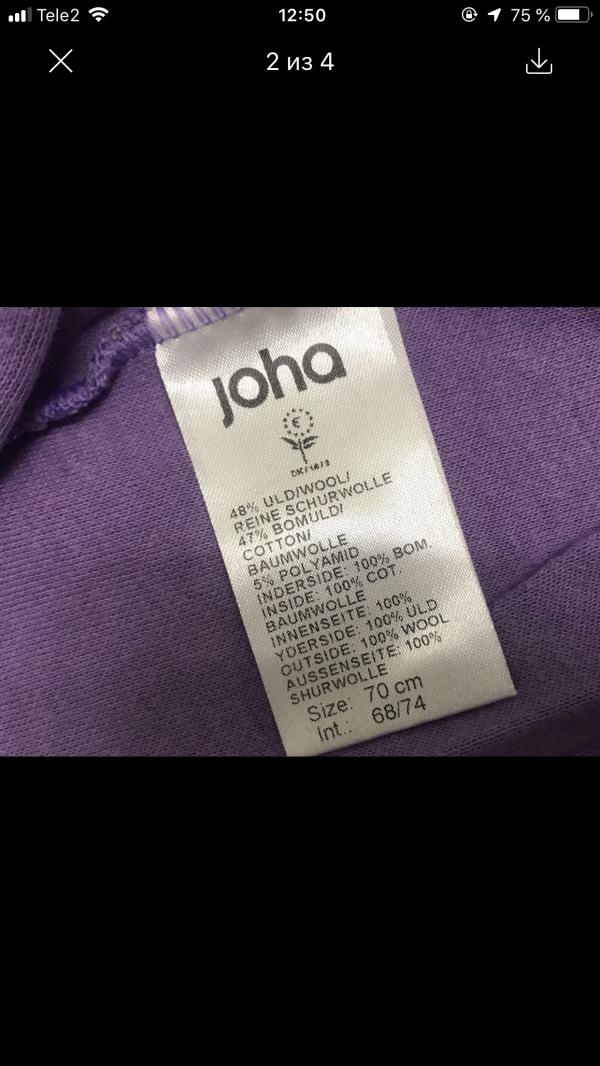 Tele2
12:50
75 %
2 из 4
joha
48% ULD/WOOL/
REINE SCHURWOLLE
47% BOMULD/
COTTON/
BAUMWOLLE
5% POLYAMID
INDERSIDE: 100% BOM.
INSIDE: 100% COT.
BAUMWOLLE
INNENSEITE: 100%
YDERSIDE: 100% ULD
OUTSIDE: 100% WOOL
AUSSENSEITE: 100%
SHURWOLLE
Size: 70 cm
Int.: 68/74